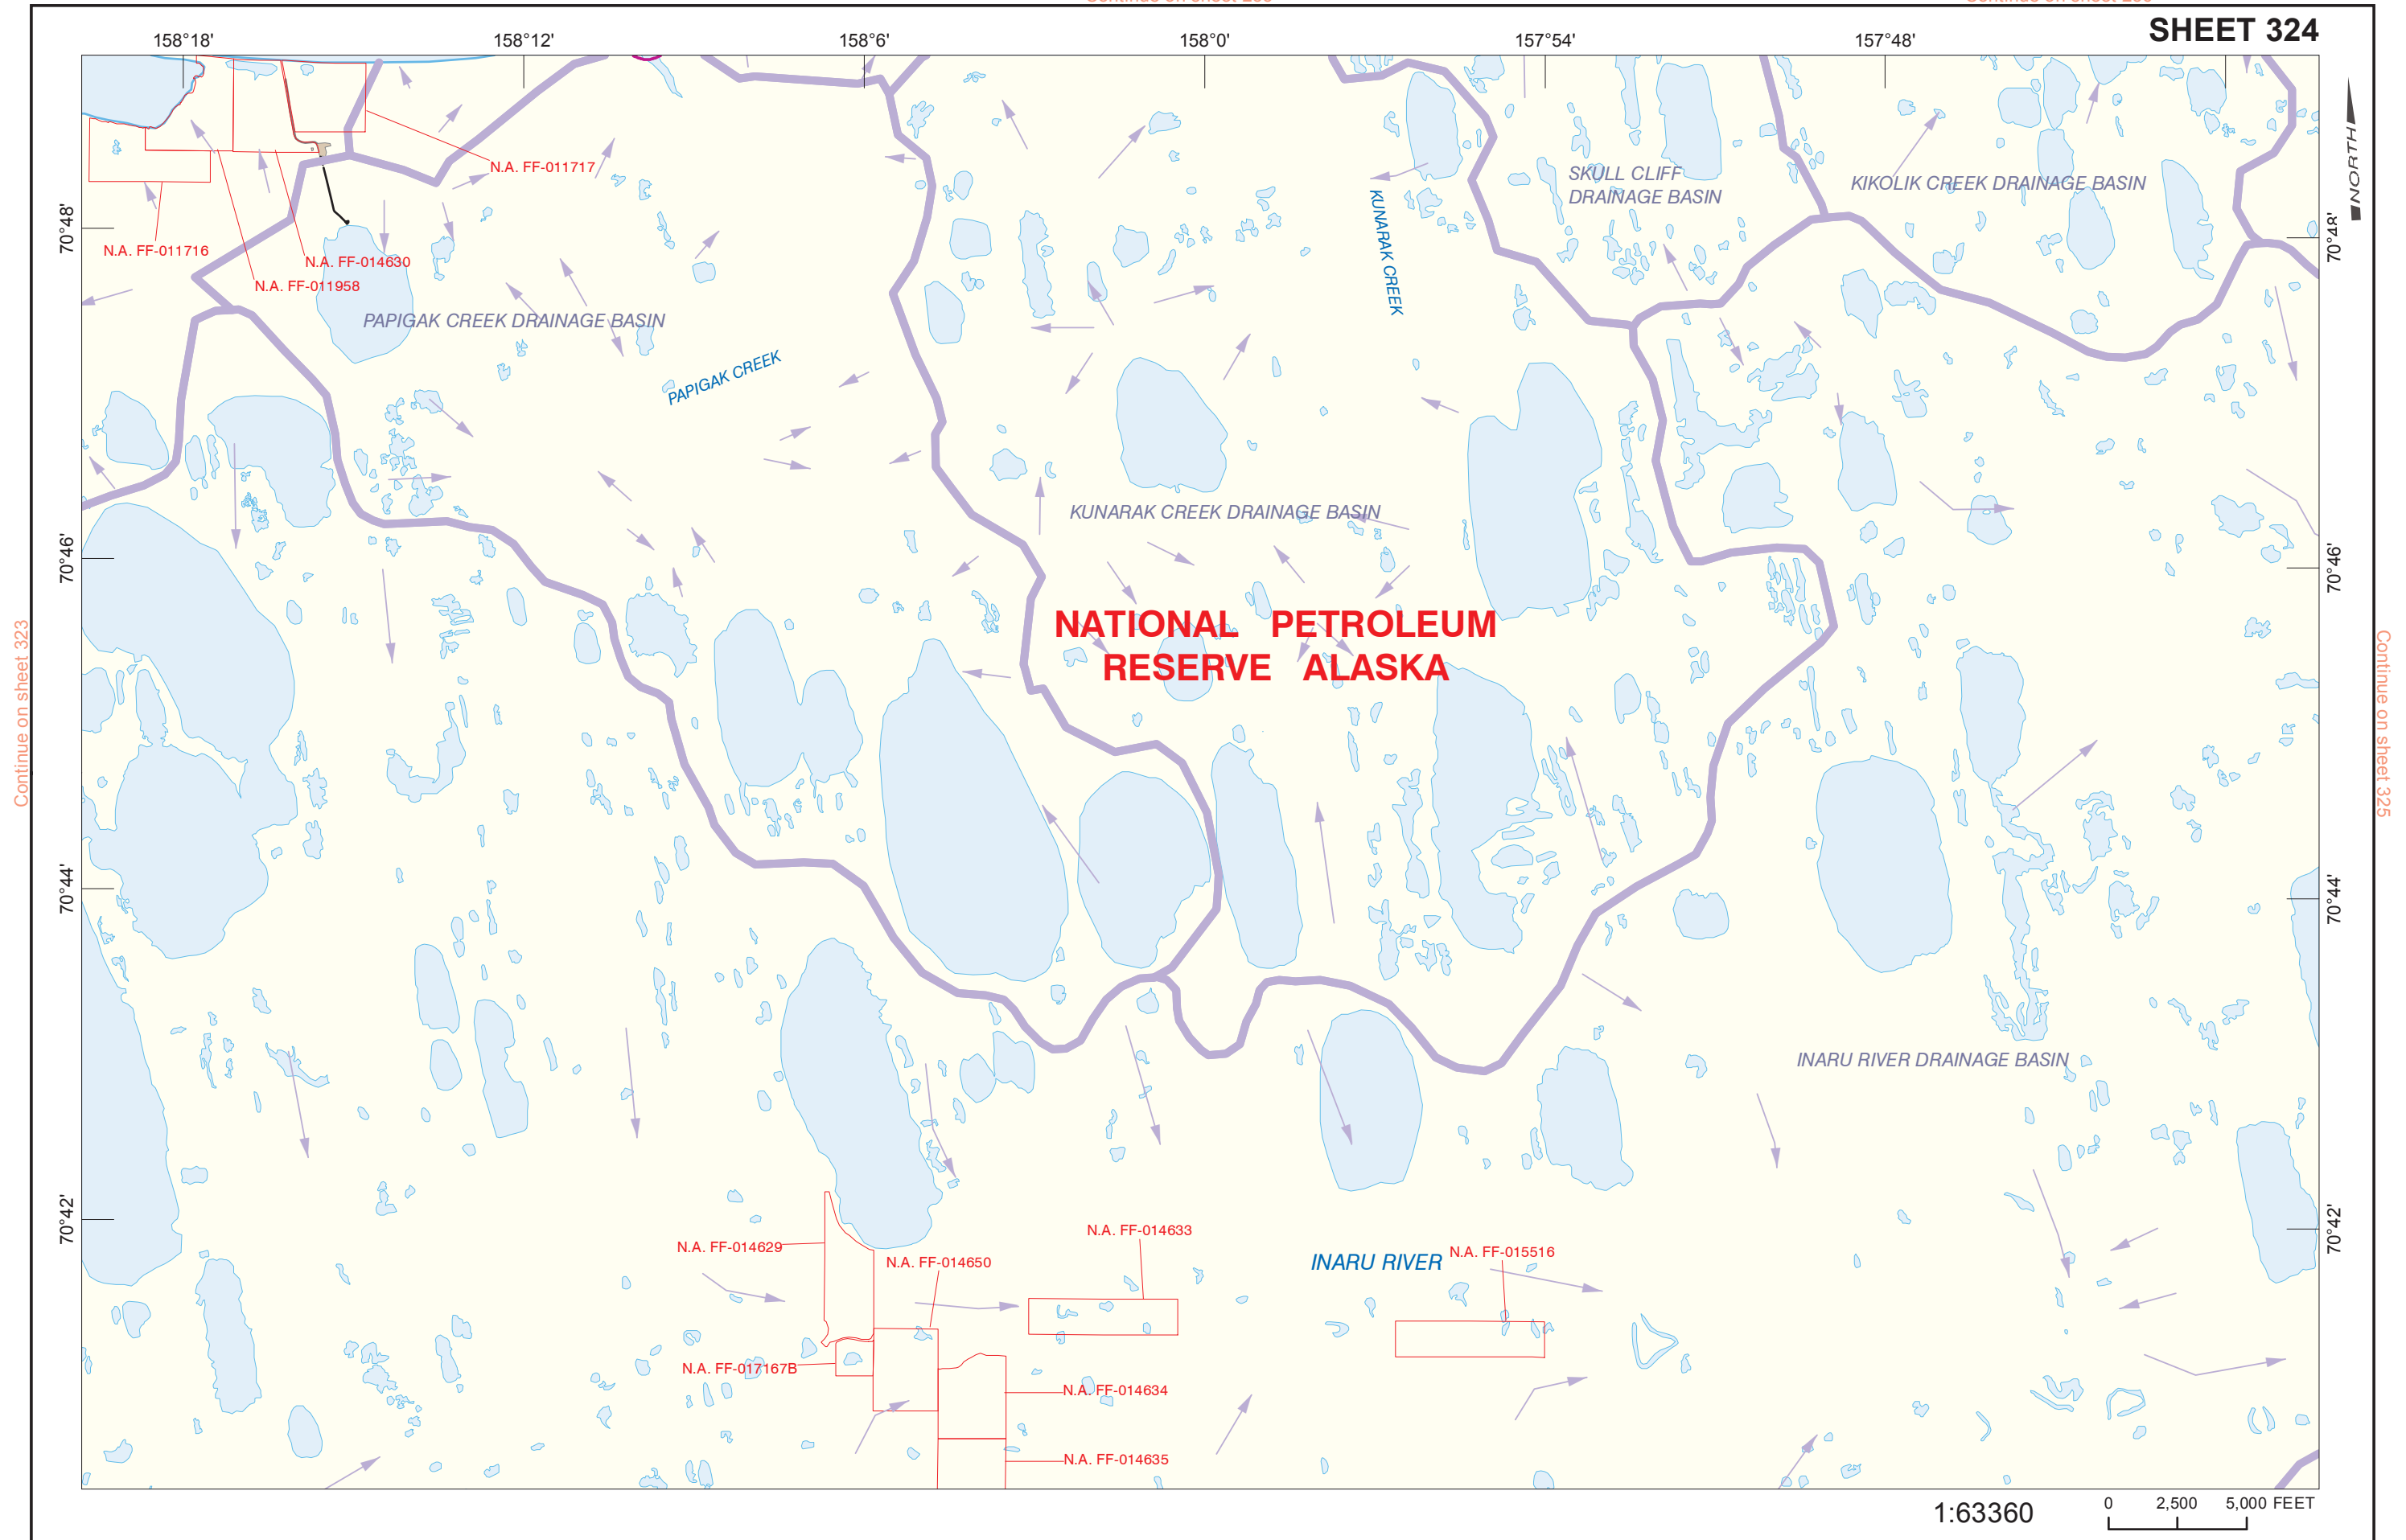 SHEET 324
158°18'
158°12'
158°6'
158°0'
157°54'
157°48'
NORTH
N.A. FF-011717
SKULL CLIFF
DRAINAGE BASIN
KIKOLIK CREEK DRAINAGE BASIN
70°48'
70°48'
KUNARAK CREEK
N.A. FF-011716
N.A. FF-014630
N.A. FF-011958
PAPIGAK CREEK DRAINAGE BASIN
PAPIGAK CREEK
KUNARAK CREEK DRAINAGE BASIN
70°46'
70°46'
NATIONAL PETROLEUM
RESERVE ALASKA
Continue on sheet 323
Continue on sheet 325
70°44'
70°44'
INARU RIVER DRAINAGE BASIN
70°42'
70°42'
N.A. FF-014629
N.A. FF-014650
N.A. FF-014633
INARU RIVER
N.A. FF-015516
N.A. FF-017167B
N.A. FF-014634
N.A. FF-014635
1:63360
0 2,500 5,000 FEET